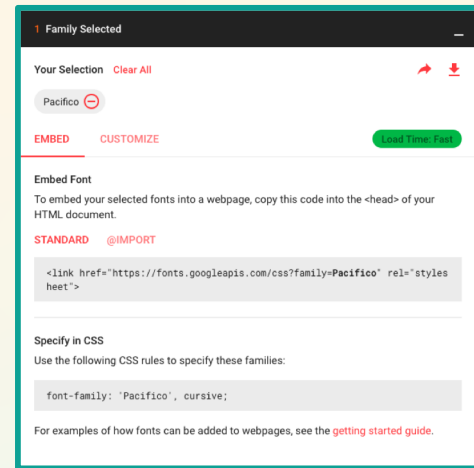 1 Family Selected
Your Selection Clear All
Pacifico
EMBED CUSTOMIZE Load Time: Fast
Embed Font
To embed your selected fonts into a webpage, copy this code into the <head> of your
HTML document.
STANDARD @IMPORT
<link href="https://fonts.googleapis.com/css?family=Pacifico" rel="styles
heet">
Specify in CSS
Use the following CSS rules to specify these families:
font-family: 'Pacifico', cursive;
For examples of how fonts can be added to webpages, see the getting started guide.